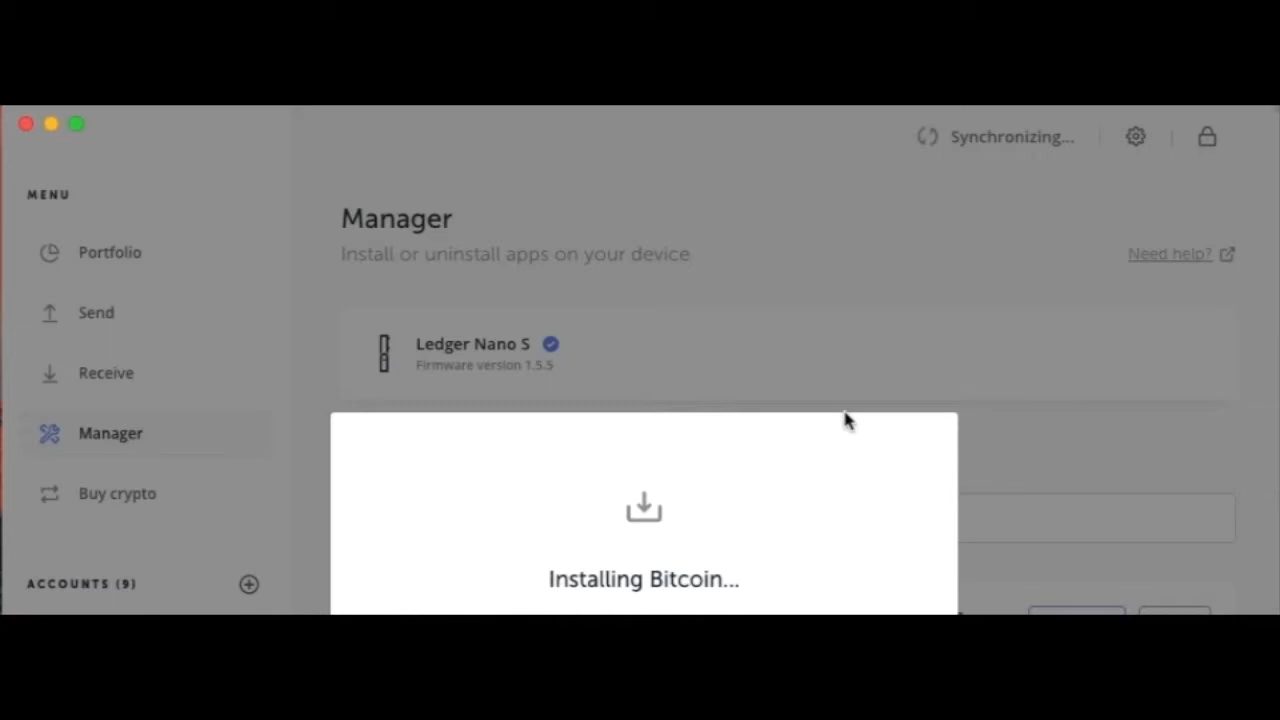 Synchronizing...
MENU
Portfolio
Send
Receive
Manager
Buy crypto
ACCOUNTS (9)
Manager
Install or uninstall apps on your device
Need help?
Ledger Nano S
Firmware version 1.5.5
Installing Bitcoin...